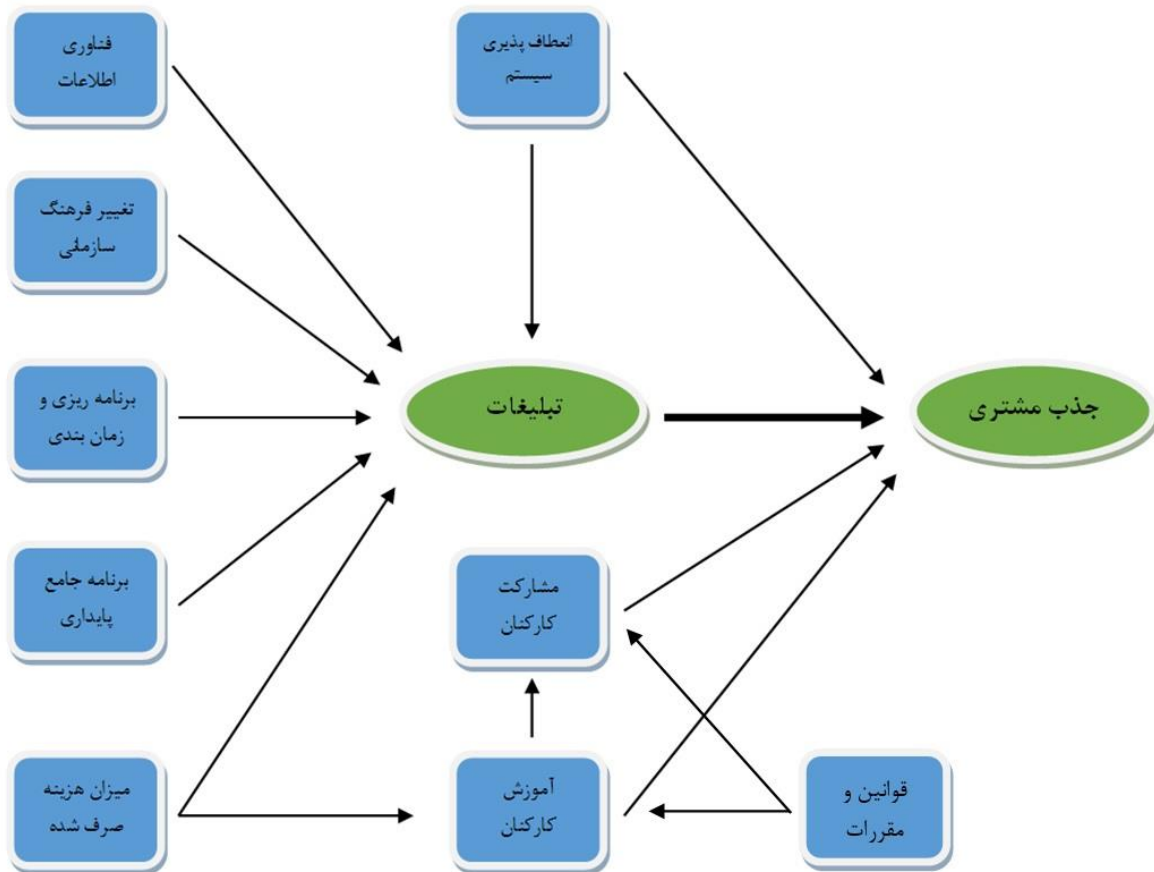 فناوری
اطلاعات
انعطاف پذیری
سیستم
تغییر فرهنگ
سازمانی
برنامه ریزی و
زمان بندی
تبلیغات
جذب مشتری
برنامه جامع
پایداری
مشارکت
کارکنان
میزان هزینه
صرف شده
آموزش
کارکنان
قوانین و
مقررات